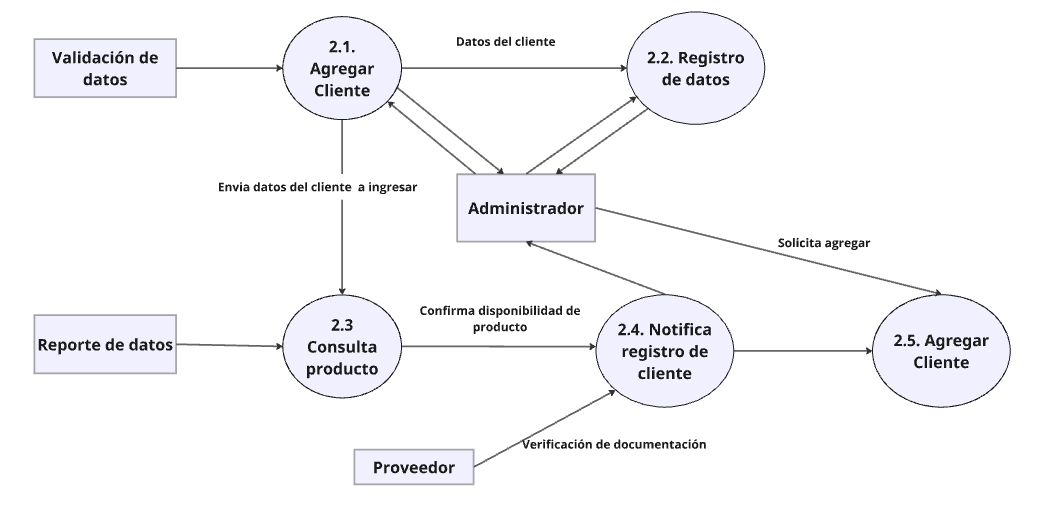 Validación de
datos
2.1.
Agregar
Cliente
Datos del cliente
2.2. Registro
de datos
Envia datos del cliente  a ingresar
Administrador
Solicita agregar
Reporte de datos
2.3
Consulta
producto
Confirma disponibilidad de
producto
2.4. Notifica
registro de
cliente
2.5. Agregar
Cliente
Proveedor
Verificación de documentación